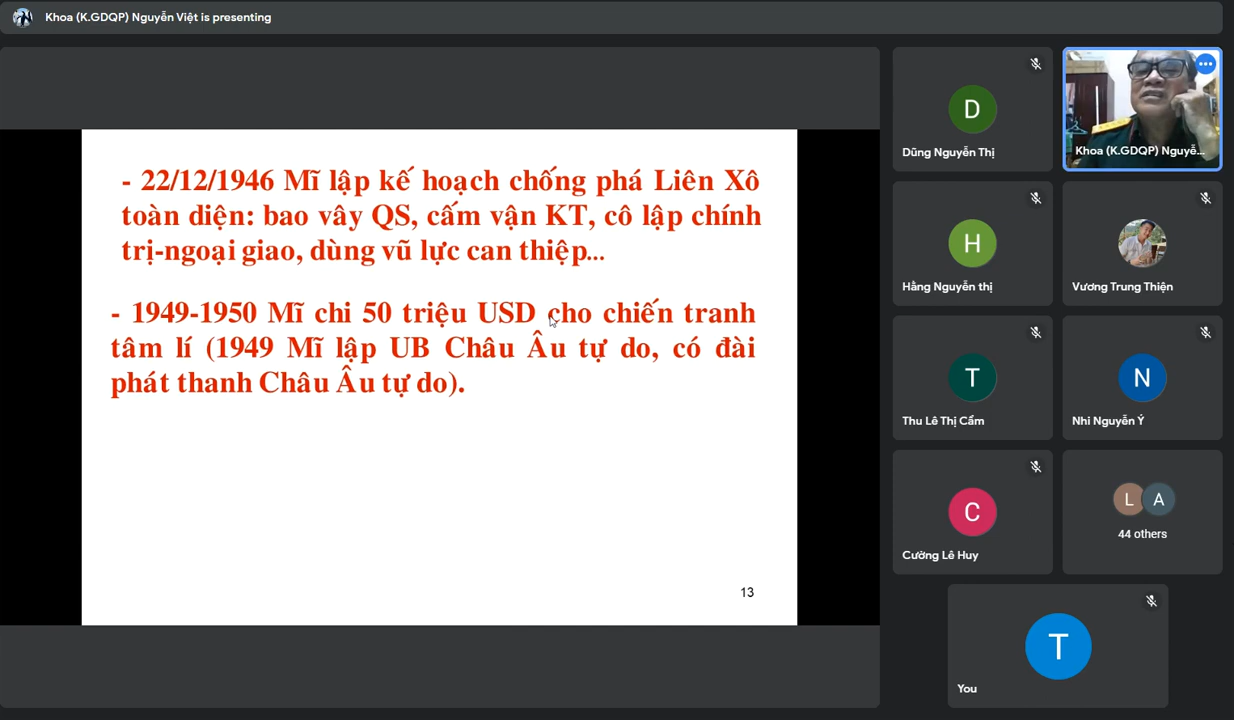 Khoa (K.GDQP) Nguyễn Việt is presenting
- 22/12/1946 Mĩ lập kế hoạch chống phá Liên Xô
toàn diện: bao vây QS, cấm vận KT, cô lập chính
trị-ngoại giao, dùng vũ lực can thiệp...
- 1949-1950 Mĩ chi 50 triệu USD cho chiến tranh
tâm lí (1949 Mĩ lập UB Châu Âu tự do, có đài
phát thanh Châu Âu tự do).
13
D
Dũng Nguyễn Thị
Khoa (K.GDQP) Nguyễ...
H
Hằng Nguyễn thị
Vương Trung Thiện
T
Thu Lê Thị Cẩm
N
Nhi Nguyễn Ý
C
Cường Lê Huy
L A
44 others
T
You